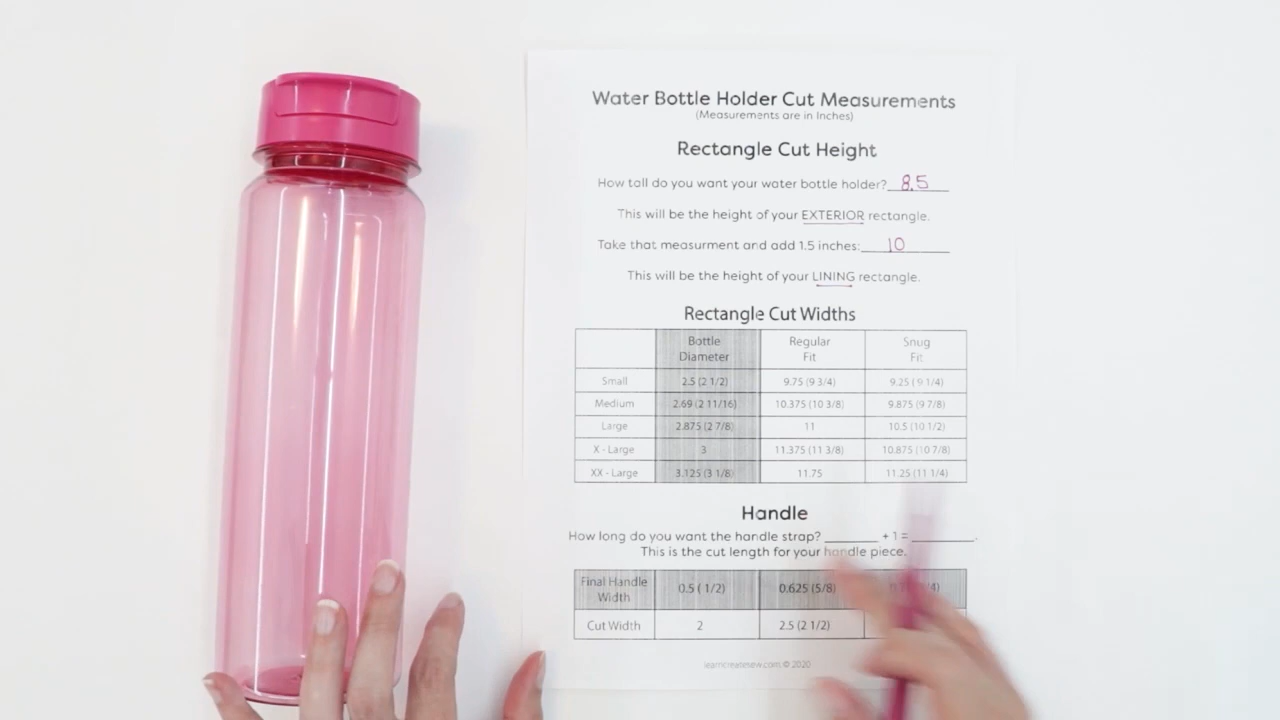 Water Bottle Holder Cut Measurements
(Measurements are in Inches)
Rectangle Cut Height
How tall do you want your water bottle holder? 8.5
This will be the height of your EXTERIOR rectangle.
Take that measurment and add 1.5 inches: 10
This will be the height of your LINING rectangle.
Rectangle Cut Widths
Bottle Diameter Regular Fit Snug Fit
Small 2.5 (2 1/2) 9.75 (9 3/4) 9.25 (9 1/4)
Medium 2.69 (2 11/16) 10.375 (10 3/8) 9.875 (9 7/8)
Large 2.875 (2 7/8) 11 10.5 (10 1/2)
X - Large 3 11.375 (11 3/8) 10.875 (10 7/8)
XX - Large 3.125 (3 1/8) 11.75 11.25 (11 1/4)
Handle
How long do you want the handle strap? ______ + 1 = ______.
This is the cut length for your handle piece.
Final Handle Width 0.5 ( 1/2) 0.625 (5/8)
Cut Width 2 2.5 (2 1/2)
learncreatesew.com © 2020